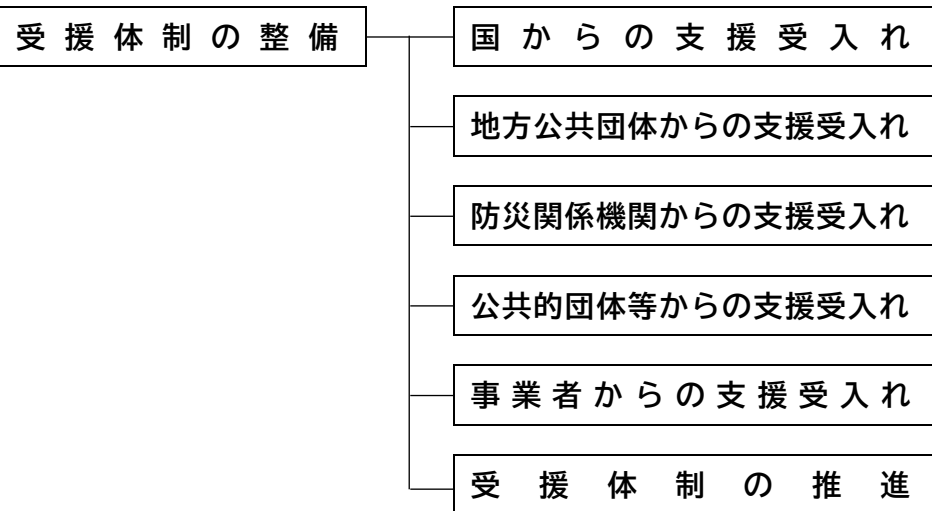 受援体制の整備
国からの支援受入れ
地方公共団体からの支援受入れ
防災関係機関からの支援受入れ
公共的団体等からの支援受入れ
事業者からの支援受入れ
受援体制の推進